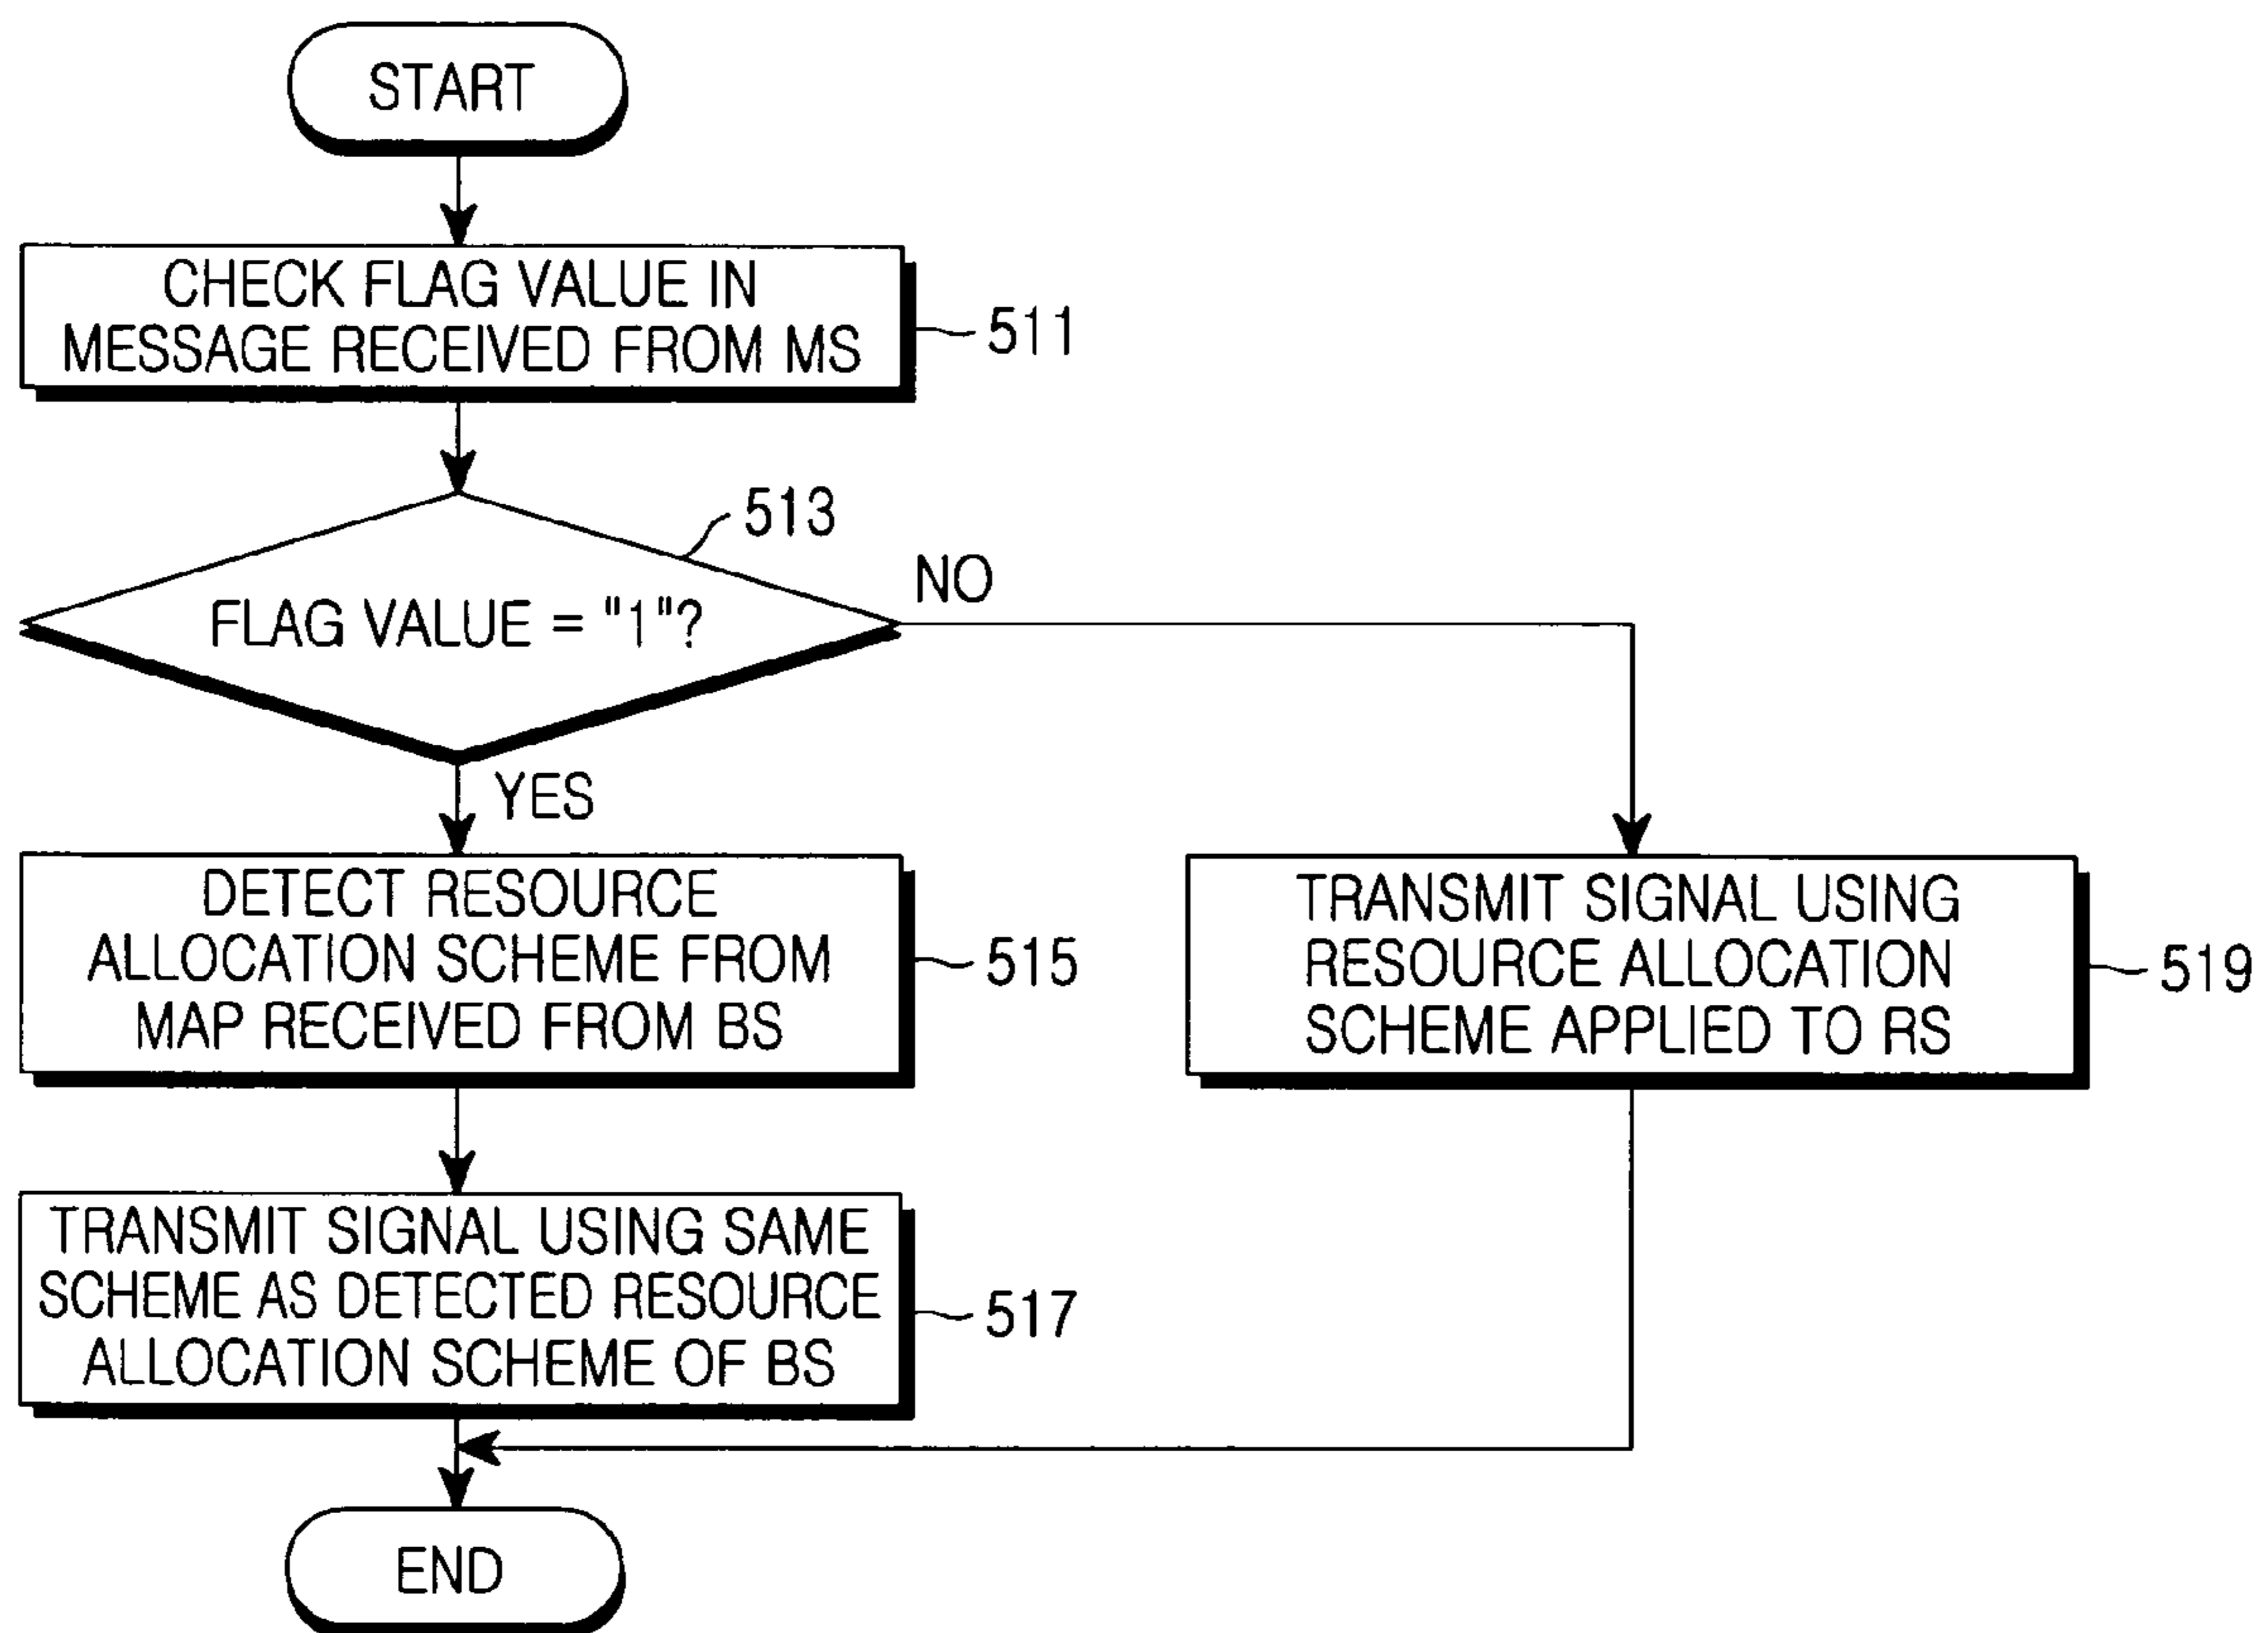 START
CHECK FLAG VALUE IN
MESSAGE RECEIVED FROM MS
511
513
FLAG VALUE = "1"?
NO
YES
DETECT RESOURCE
ALLOCATION SCHEME FROM
MAP RECEIVED FROM BS
515
TRANSMIT SIGNAL USING
RESOURCE ALLOCATION
SCHEME APPLIED TO RS
519
TRANSMIT SIGNAL USING SAME
SCHEME AS DETECTED RESOURCE
ALLOCATION SCHEME OF BS
517
END